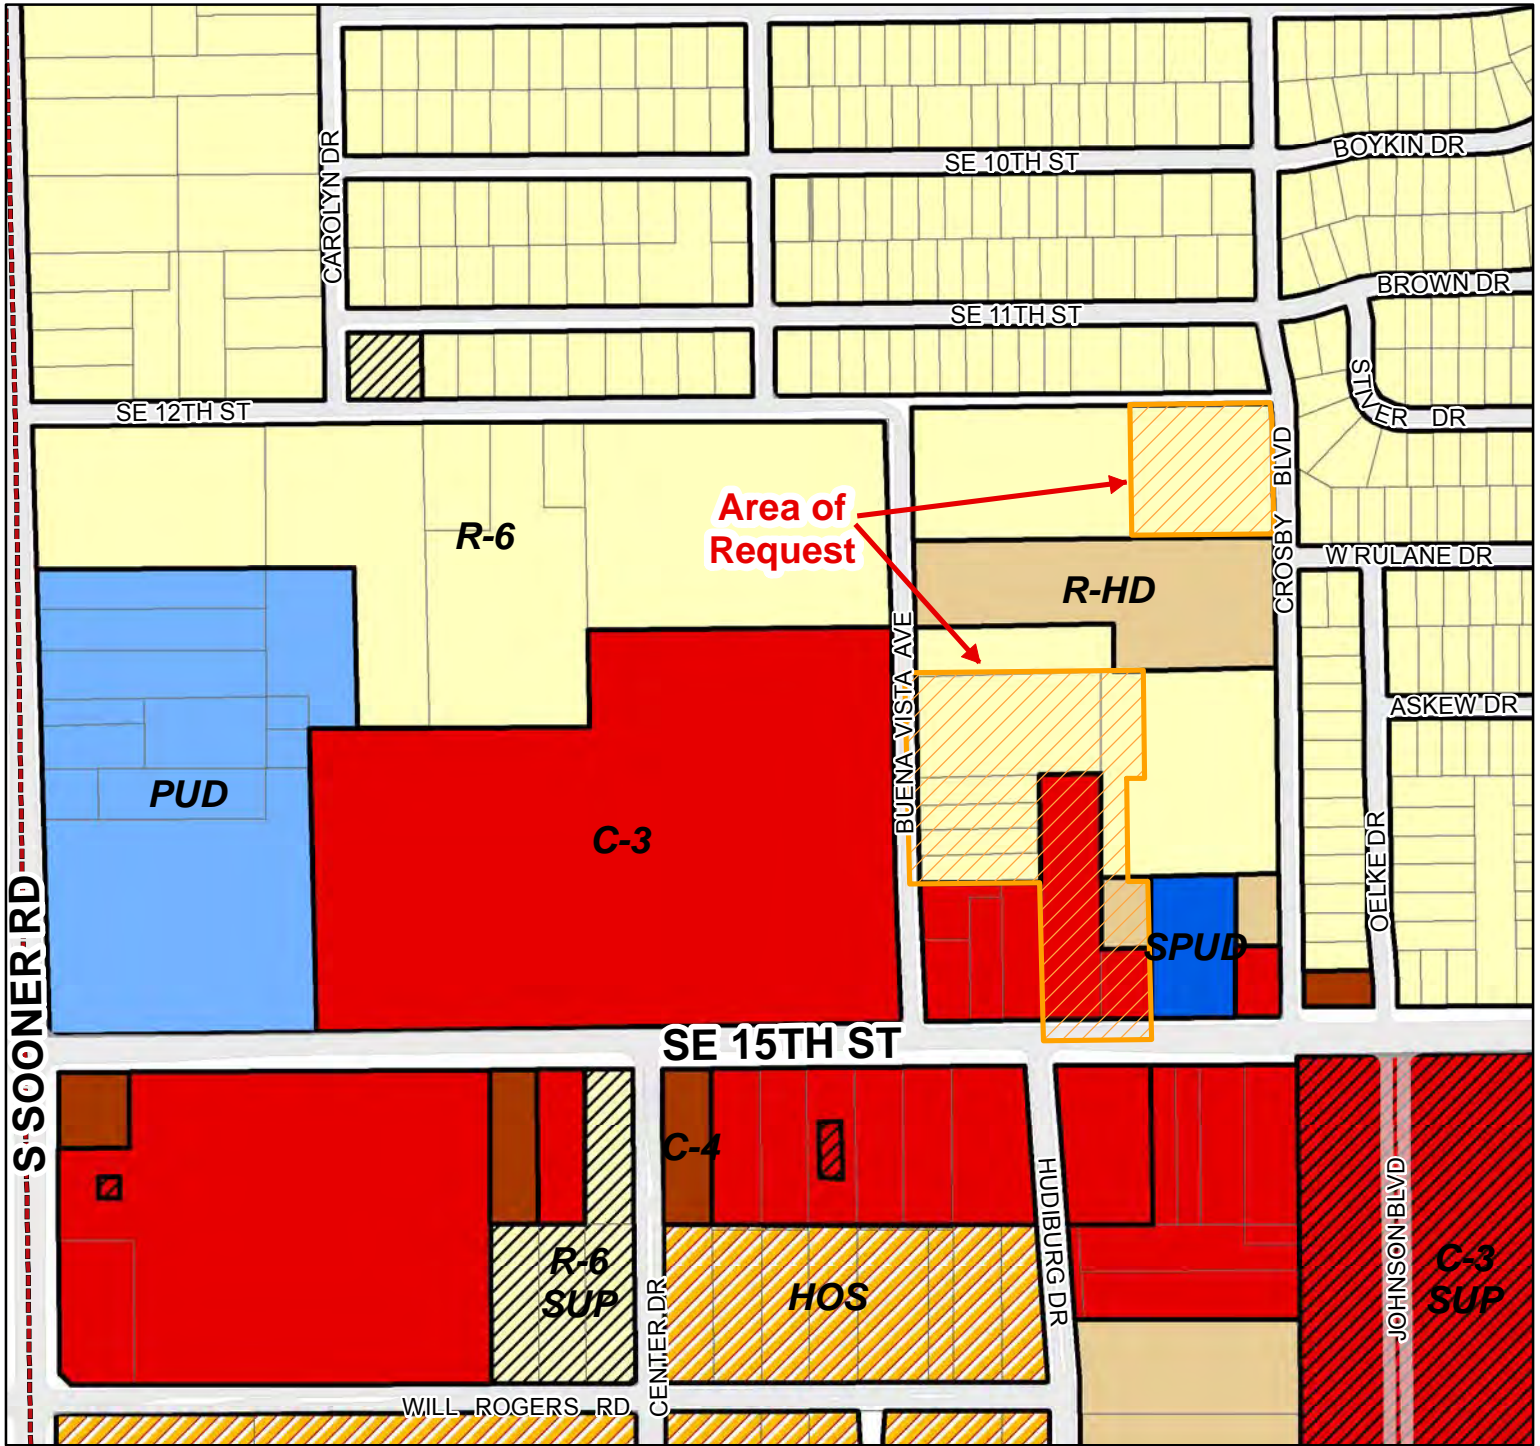 CAROLYN DR
SE 10TH ST
BOYKIN DR
BROWN DR
SE 11TH ST
STIVER DR
SE 12TH ST
CROSBY BLVD
Area of
Request
R-6
W RULANE DR
R-HD
BUENA VISTA AVE
ASKEW DR
PUD
C-3
OELKE DR
S SOONER RD
SPUD
SE 15TH ST
C-4
HUDIBURG DR
JOHNSON BLVD
R-6
SUP
HOS
C-3
SUP
CENTER DR
WILL ROGERS RD